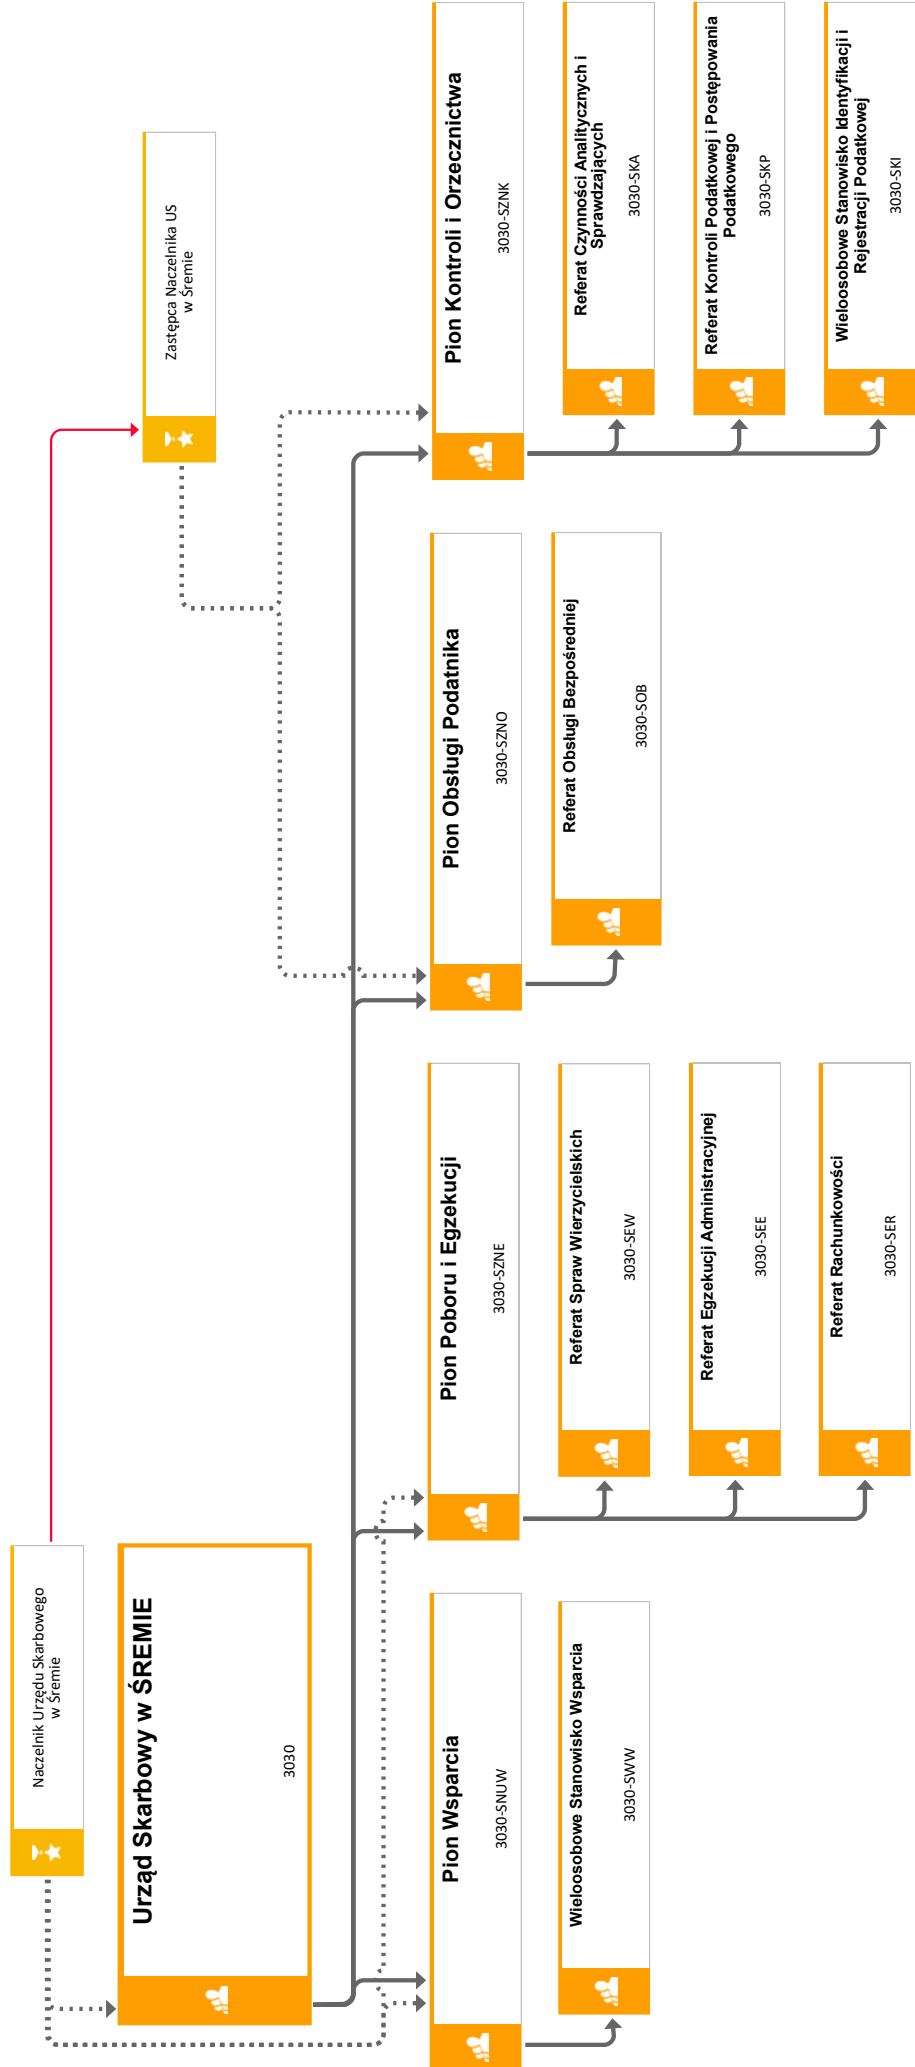 Naczelnik Urzędu Skarbowego
w Śremie
Zastępca Naczelnika US
w Śremie
Urząd Skarbowy w ŚREMIE
3030
Pion Wsparcia
3030-SNUW
Wieloosobowe Stanowisko Wsparcia
3030-SWW
Pion Poboru i Egzekucji
3030-SZNE
Referat Spraw Wierzycielskich
3030-SEW
Referat Egzekucji Administracyjnej
3030-SEE
Referat Rachunkowości
3030-SER
Pion Obsługi Podatnika
3030-SZNO
Referat Obsługi Bezpośredniej
3030-SOB
Pion Kontroli i Orzecznictwa
3030-SZNK
Referat Czynności Analitycznych i
Sprawdzających
3030-SKA
Referat Kontroli Podatkowej i Postępowania
Podatkowego
3030-SKP
Wieloosobowe Stanowisko Identyfikacji i
Rejestracji Podatkowej
3030-SKI